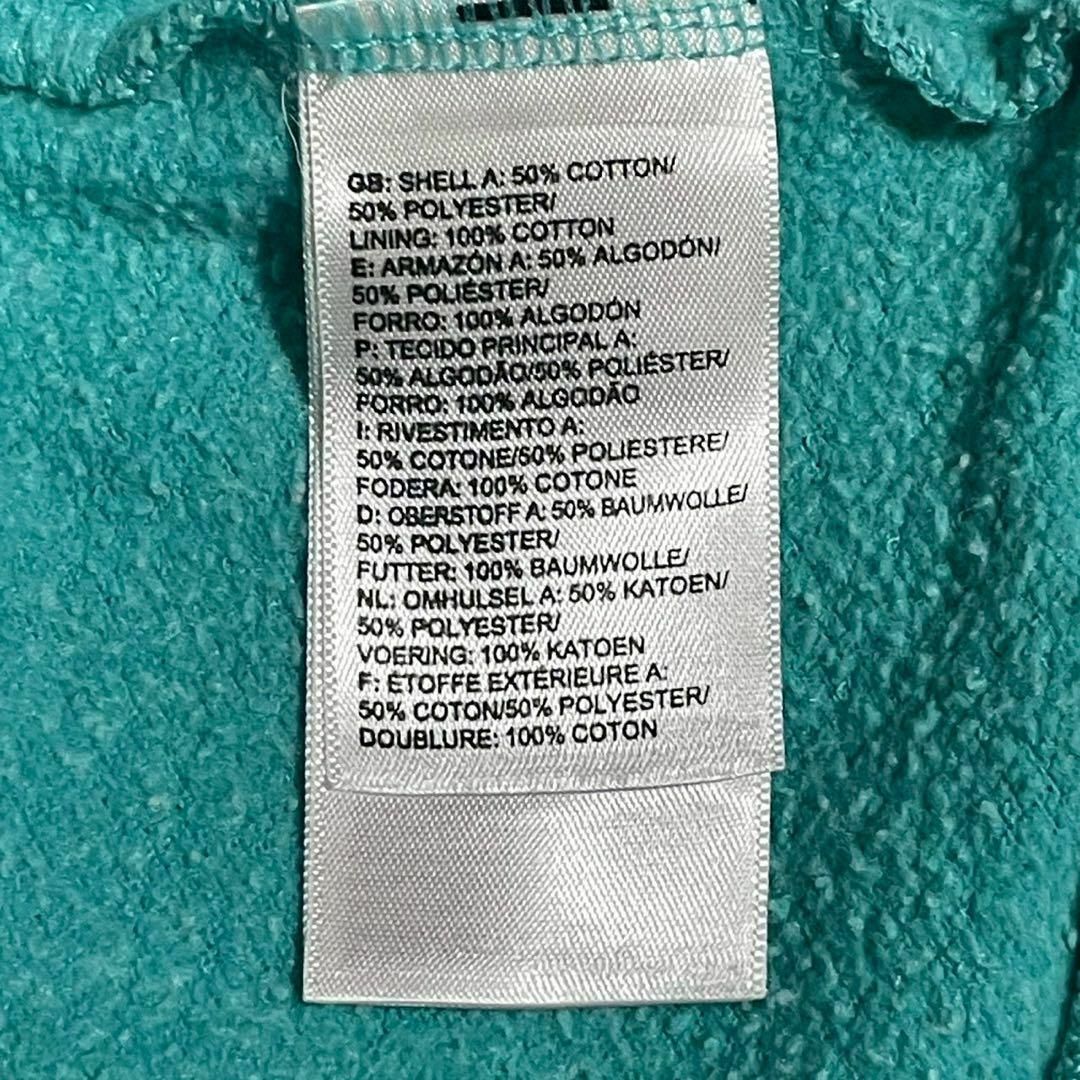 GB: SHELL A: 50% COTTON/
50% POLYESTER/
LINING: 100% COTTON
E: ARMAZÓN A: 50% ALGODÓN/
50% POLIÉSTER/
FORRO: 100% ALGODÓN
P: TECIDO PRINCIPAL A:
50% ALGODÃO/50% POLIÉSTER/
FORRO: 100% ALGODÃO
I: RIVESTIMENTO A:
50% COTONE/50% POLIESTERE/
FODERA: 100% COTONE
D: OBERSTOFF A: 50% BAUMWOLLE/
50% POLYESTER/
FUTTER: 100% BAUMWOLLE/
NL: OMHULSEL A: 50% KATOEN/
50% POLYESTER/
VOERING: 100% KATOEN
F: ÉTOFFE EXTÉRIEURE A:
50% COTON/50% POLYESTER/
DOUBLURE: 100% COTON